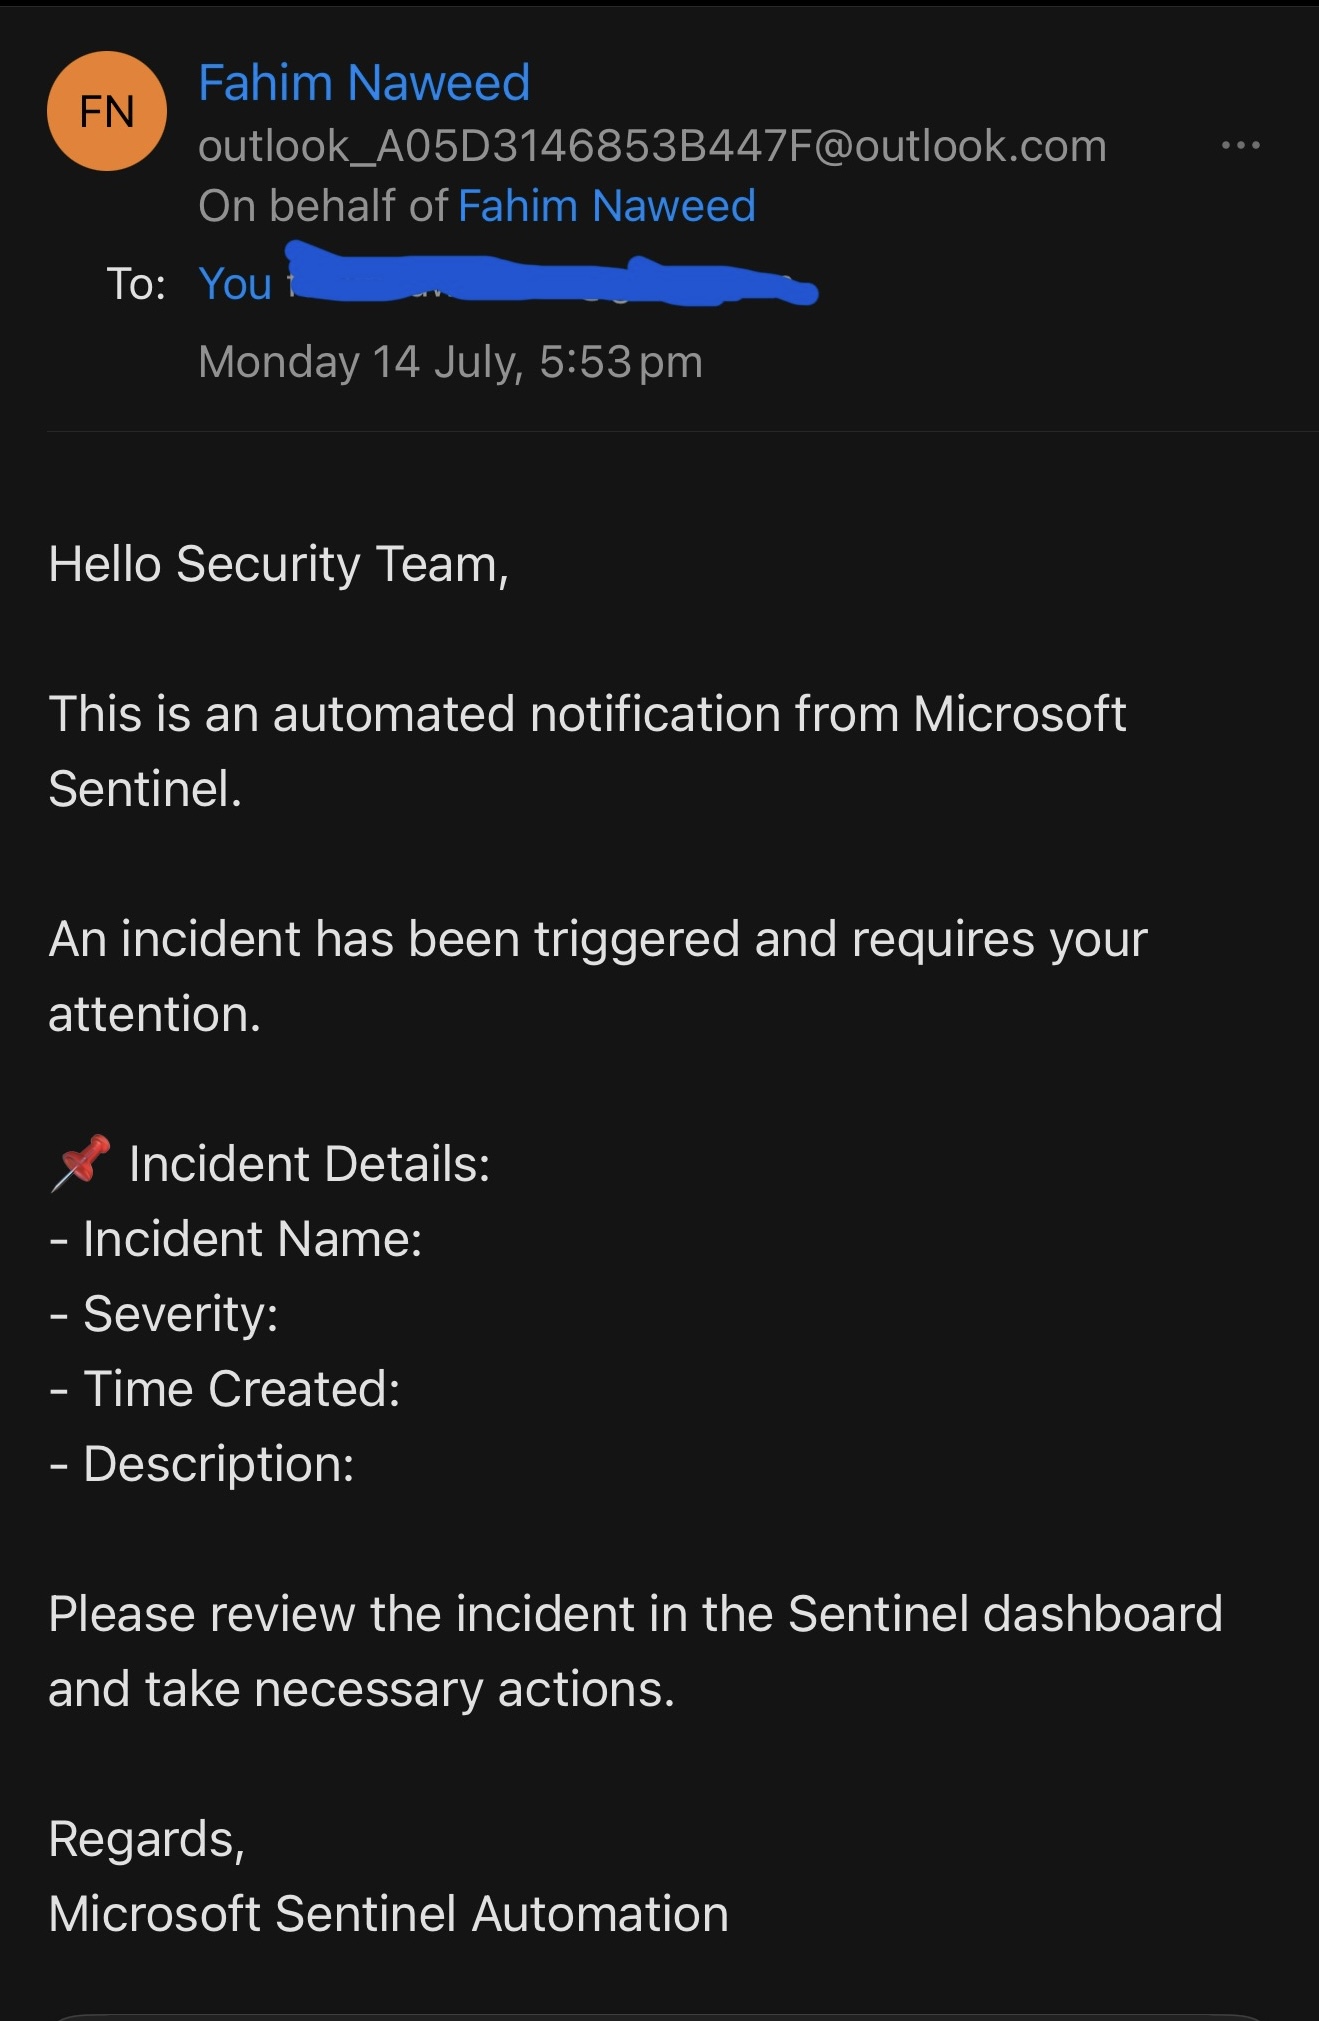 FN
Fahim Naweed
outlook_A05D3146853B447F@outlook.com
On behalf of Fahim Naweed
To: You
Monday 14 July, 5:53 pm
Hello Security Team,
This is an automated notification from Microsoft
Sentinel.
An incident has been triggered and requires your
attention.
📌 Incident Details:
- Incident Name:
- Severity:
- Time Created:
- Description:
Please review the incident in the Sentinel dashboard
and take necessary actions.
Regards,
Microsoft Sentinel Automation